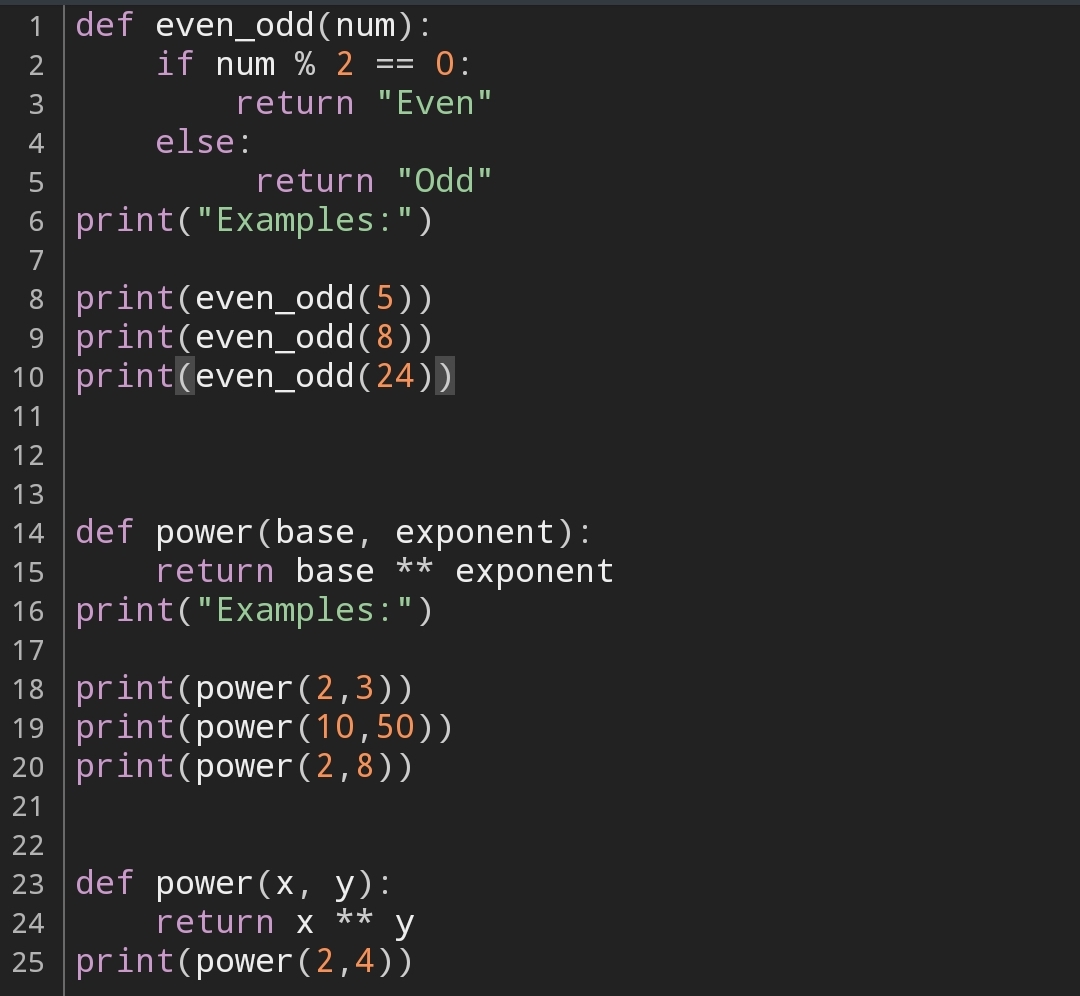 1 def even_odd(num):
2     if num % 2 == 0:
3         return "Even"
4     else:
5          return "Odd"
6 print("Examples:")
7
8 print(even_odd(5))
9 print(even_odd(8))
10 print(even_odd(24))
11
12
13
14 def power(base, exponent):
15     return base ** exponent
16 print("Examples:")
17
18 print(power(2,3))
19 print(power(10,50))
20 print(power(2,8))
21
22
23 def power(x, y):
24     return x ** y
25 print(power(2,4))